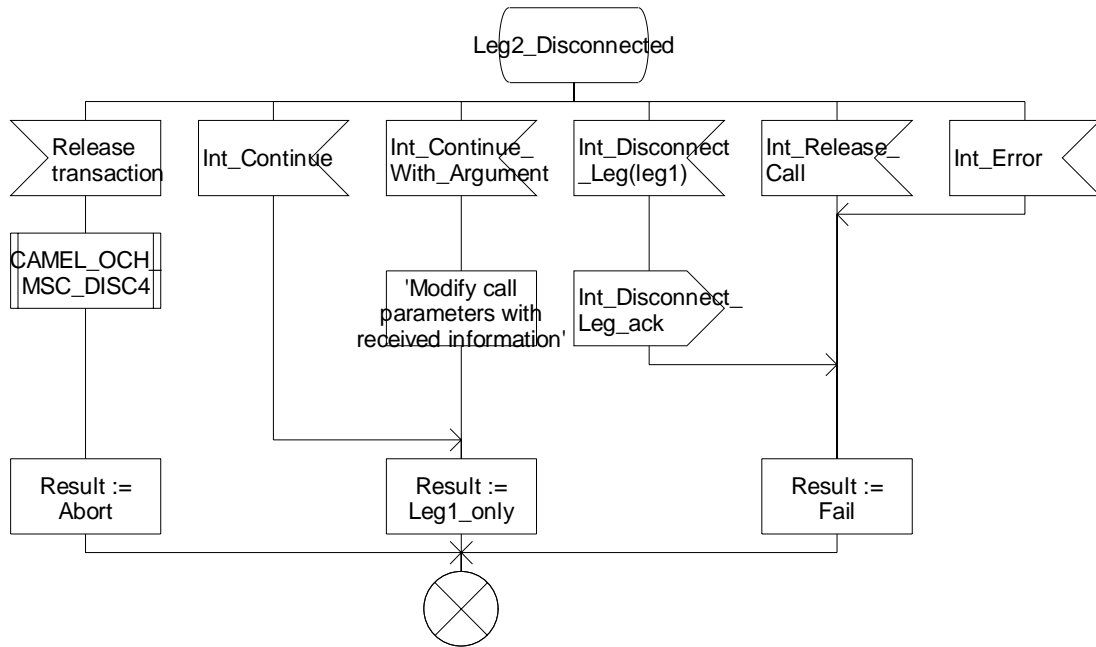 Leg2_Disconnected
Release
transaction
Int_Continue
Int_Continue_
With_Argument
Int_Disconnect
_Leg(leg1)
Int_Release_
Call
Int_Error
CAMEL_OCH_
MSC_DISC4
'Modify call
parameters with
received information'
Int_Disconnect_
Leg_ack
Result :=
Abort
Result :=
Leg1_only
Result :=
Fail